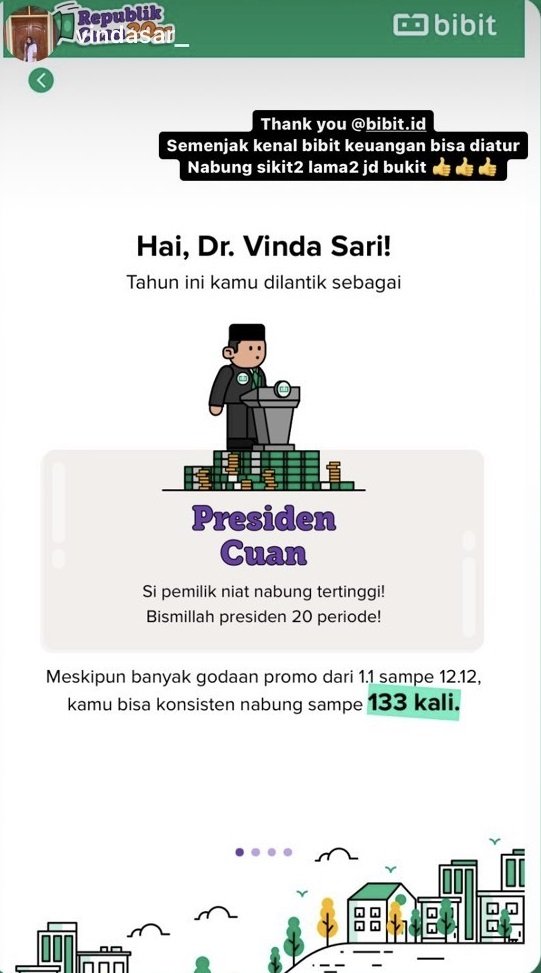 Republik
vindasar_
bibit
Thank you @bibit.id
Semenjak kenal bibit keuangan bisa diatur
Nabung sikit2 lama2 jd bukit 👍👍👍
Hai, Dr. Vinda Sari!
Tahun ini kamu dilantik sebagai
Presiden
Cuan
Si pemilik niat nabung tertinggi!
Bismillah presiden 20 periode!
Meskipun banyak godaan promo dari 1.1 sampe 12.12,
kamu bisa konsisten nabung sampe 133 kali.